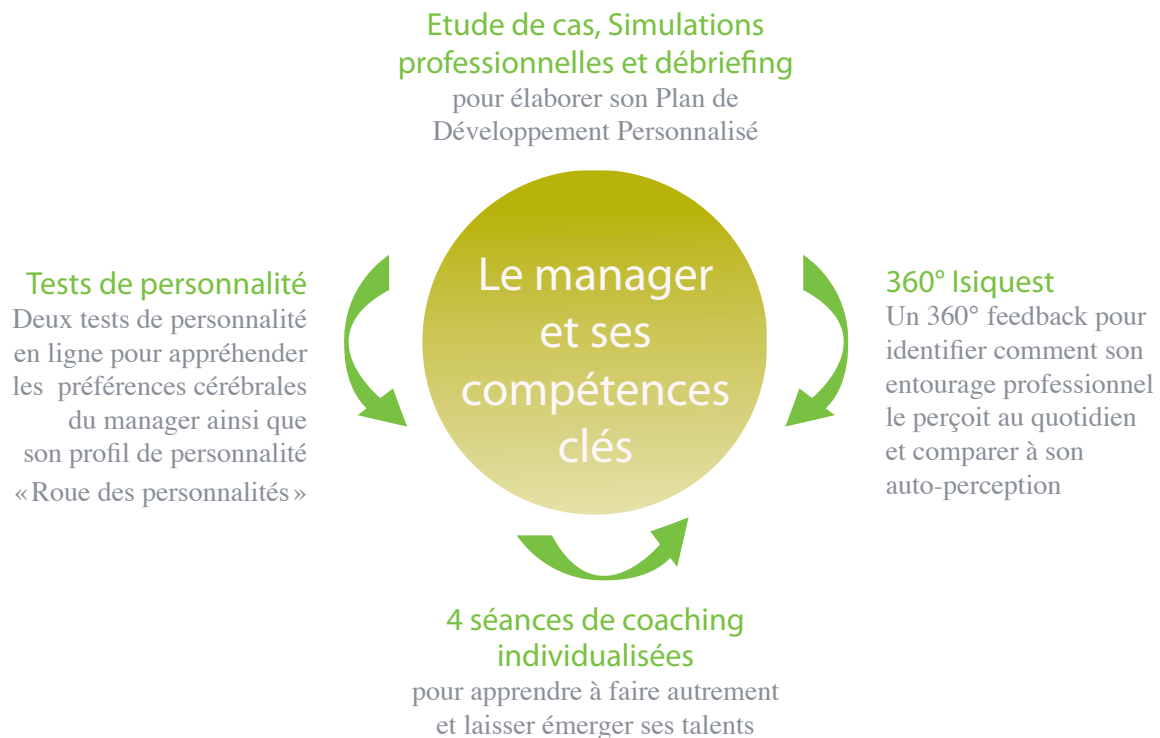 Etude de cas, Simulations
professionnelles et débriefing
pour élaborer son Plan de
Développement Personnalisé
Tests de personnalité
Deux tests de personnalité
en ligne pour appréhender
les préférences cérébrales
du manager ainsi que
son profil de personnalité
«Roue des personnalités»
Le manager
et ses
compétences
clés
360° Isiquest
Un 360° feedback pour
identifier comment son
entourage professionnel
le perçoit au quotidien
et comparer à son
auto-perception
4 séances de coaching
individualisées
pour apprendre à faire autrement
et laisser émerger ses talents